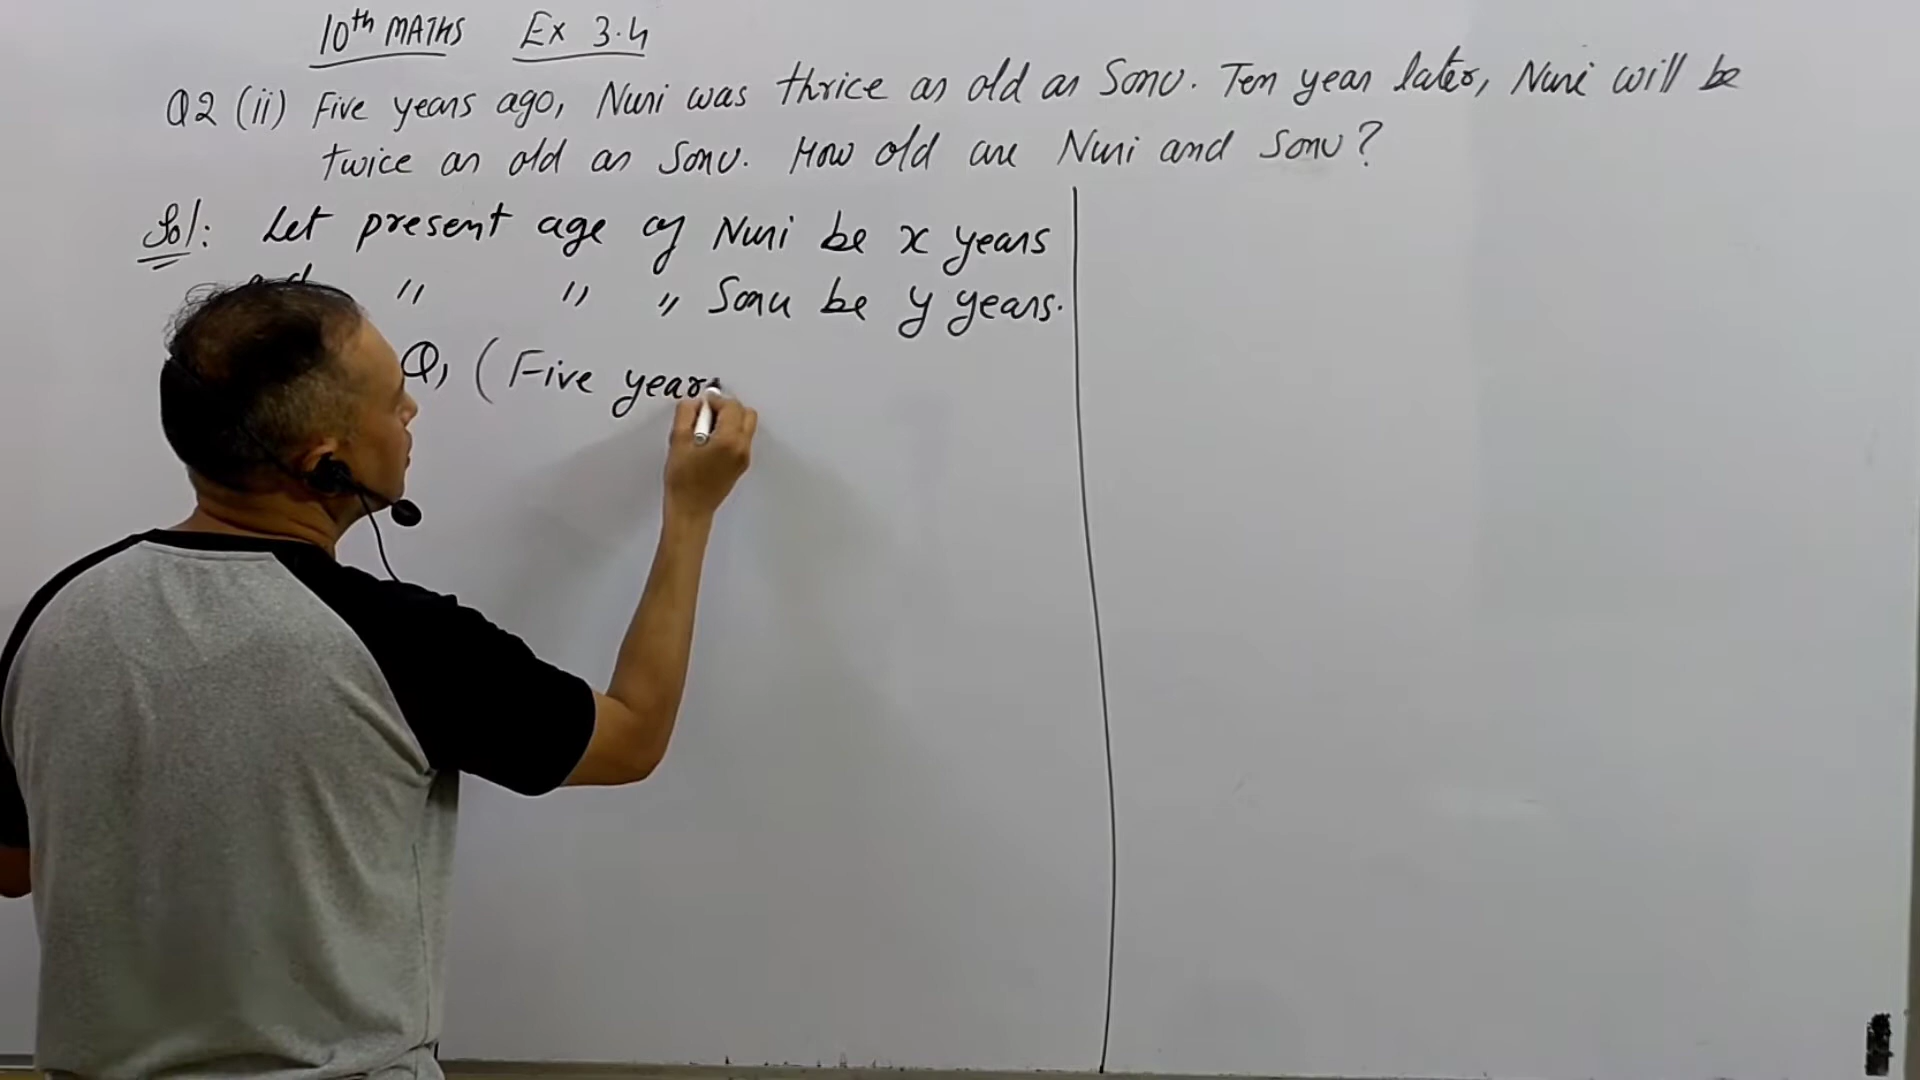 10th MATHS Ex 3.4
Q2 (ii) Five years ago, Nuri was thrice as old as Sonu. Ten year later, Nuri will be
twice as old as Sonu. How old are Nuri and Sonu?
Sol: Let present age of Nuri be x years
" " " Sonu be y years.
Q, (Five years